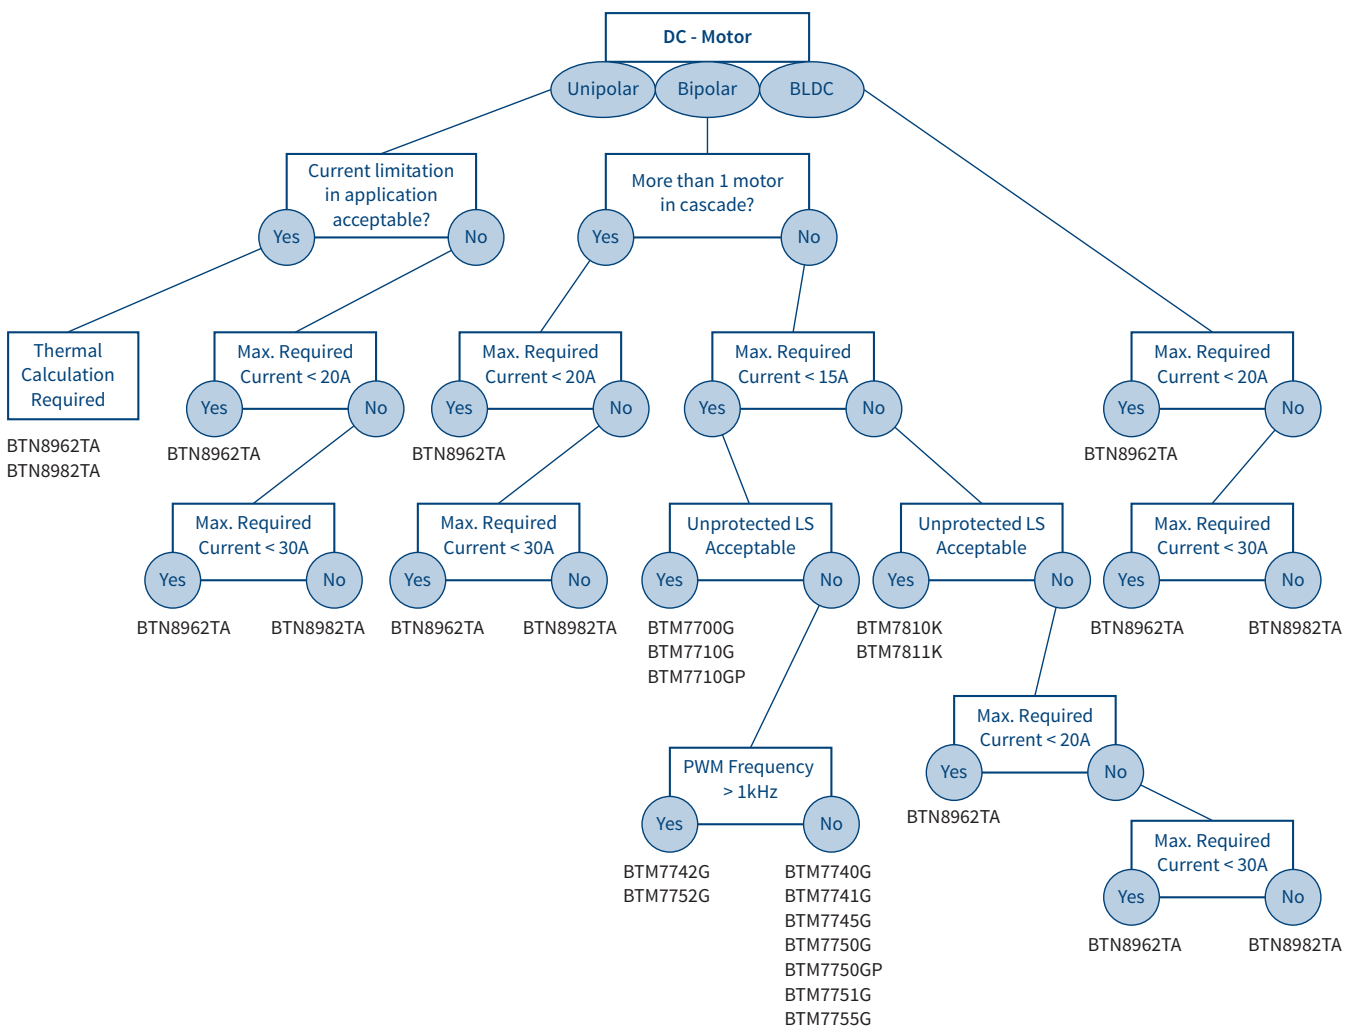 DC - Motor
Unipolar
Bipolar
BLDC
Current limitation
in application
acceptable?
Yes
No
More than 1 motor
in cascade?
Yes
No
Thermal
Calculation
Required
BTN8962TA
BTN8982TA
Max. Required
Current < 20A
Yes
No
BTN8962TA
Max. Required
Current < 20A
Yes
No
BTN8962TA
Max. Required
Current < 15A
Yes
No
Max. Required
Current < 20A
Yes
No
BTN8962TA
Max. Required
Current < 30A
Yes
No
BTN8962TA
BTN8982TA
Max. Required
Current < 30A
Yes
No
BTN8962TA
BTN8982TA
Unprotected LS
Acceptable
Yes
No
BTM7700G
BTM7710G
BTM7710GP
Unprotected LS
Acceptable
Yes
No
BTM7810K
BTM7811K
Max. Required
Current < 30A
Yes
No
BTN8962TA
BTN8982TA
Max. Required
Current < 20A
Yes
No
BTN8962TA
PWM Frequency
> 1kHz
Yes
No
BTM7742G
BTM7752G
BTM7740G
BTM7741G
BTM7745G
BTM7750G
BTM7750GP
BTM7751G
BTM7755G
Max. Required
Current < 30A
Yes
No
BTN8962TA
BTN8982TA